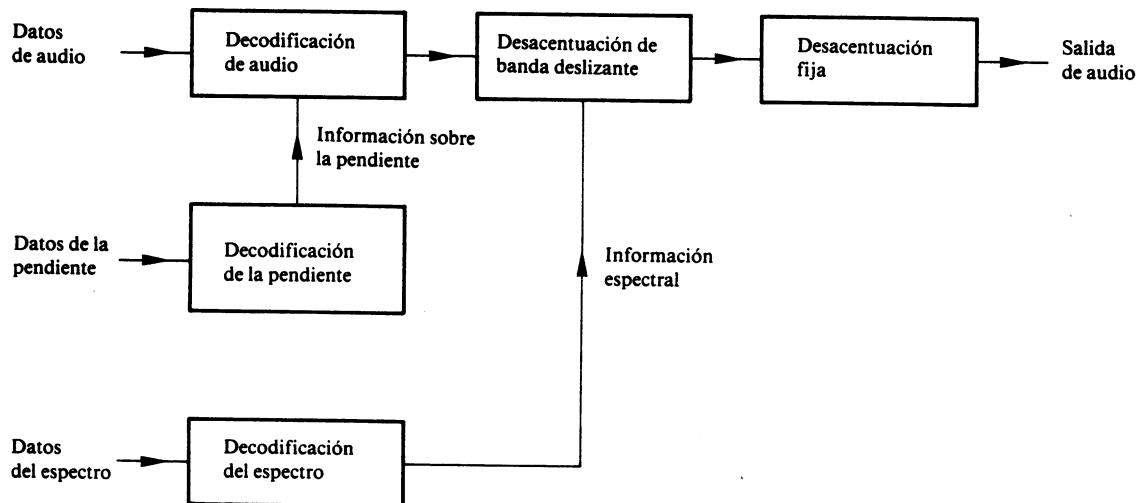 Datos
de audio
Decodificación
de audio
Desacentuación de
banda deslizante
Desacentuación
fija
Salida
de audio
Información sobre
la pendiente
Datos de la
pendiente
Decodificación
de la pendiente
Información
espectral
Datos
del espectro
Decodificación
del espectro